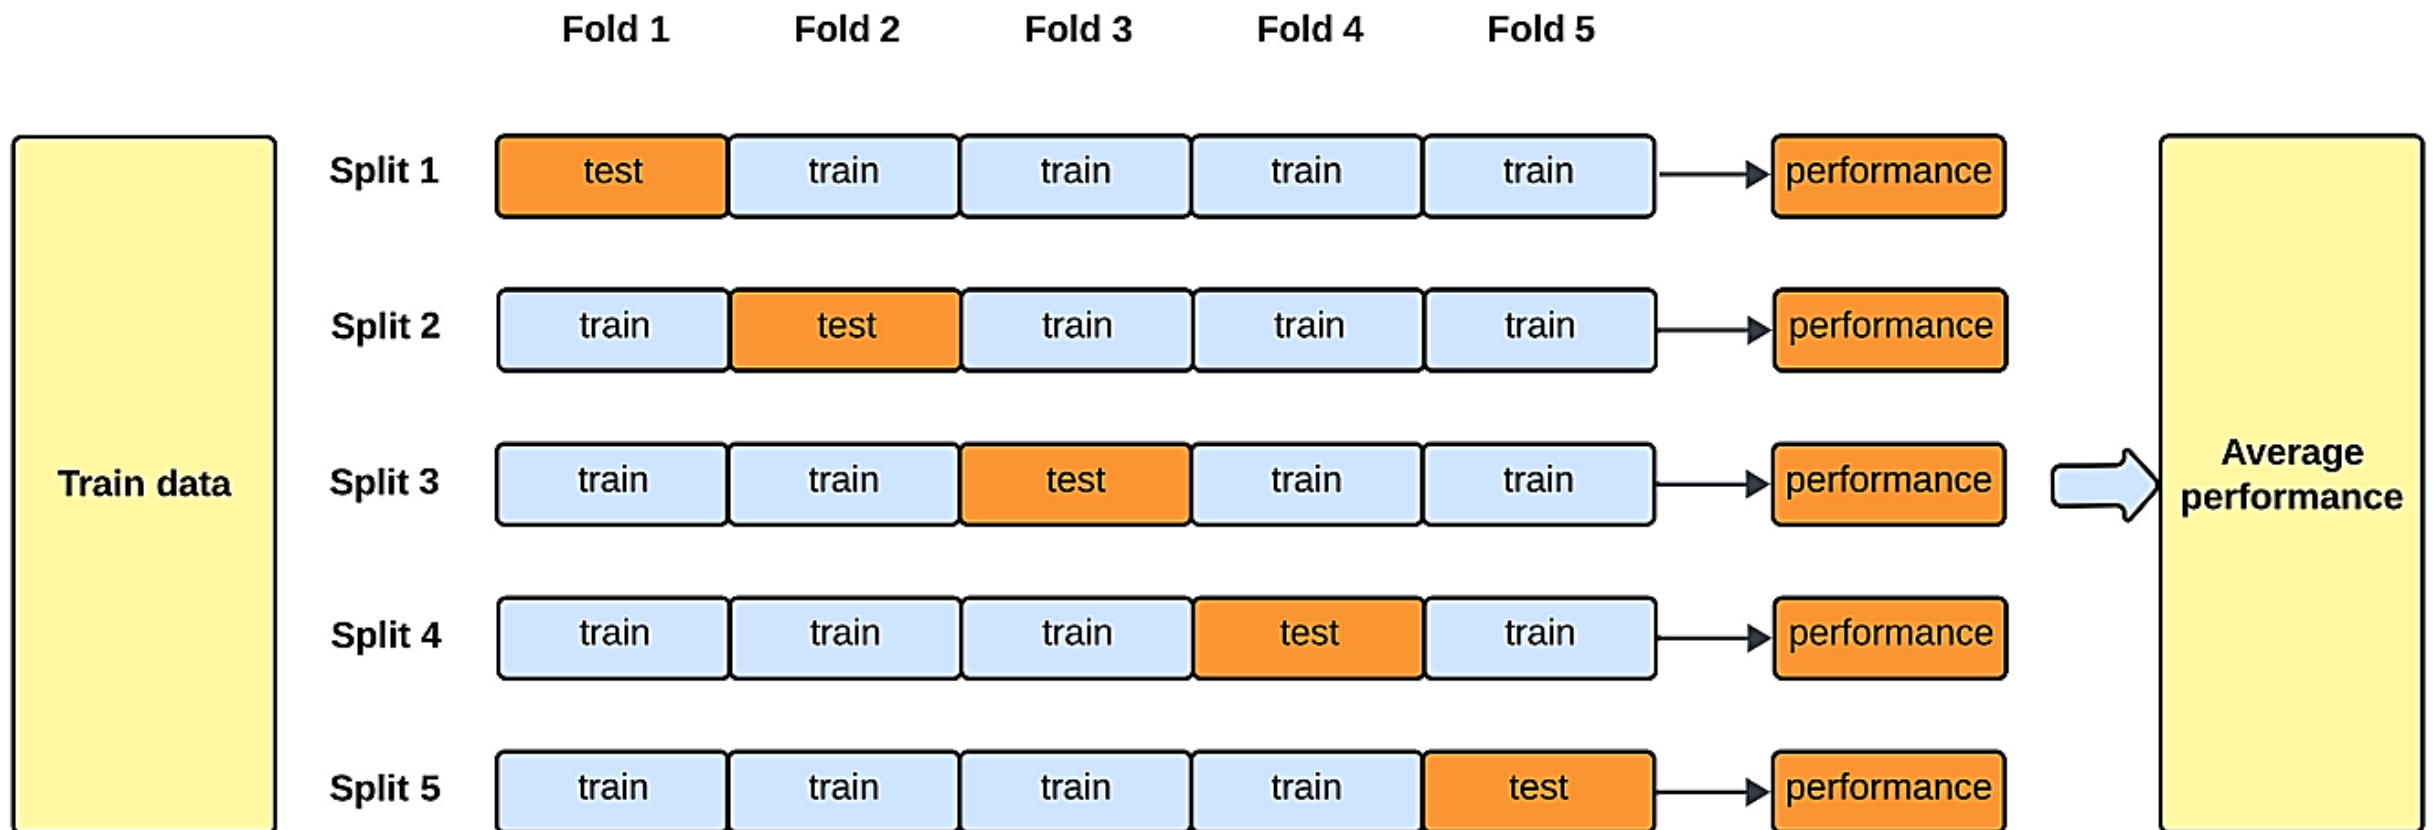 Fold 1 Fold 2 Fold 3 Fold 4 Fold 5
Split 1 test train train train train performance
Split 2 train test train train train performance
Train data
Split 3 train train test train train performance
Average
performance
Split 4 train train train test train performance
Split 5 train train train train test performance